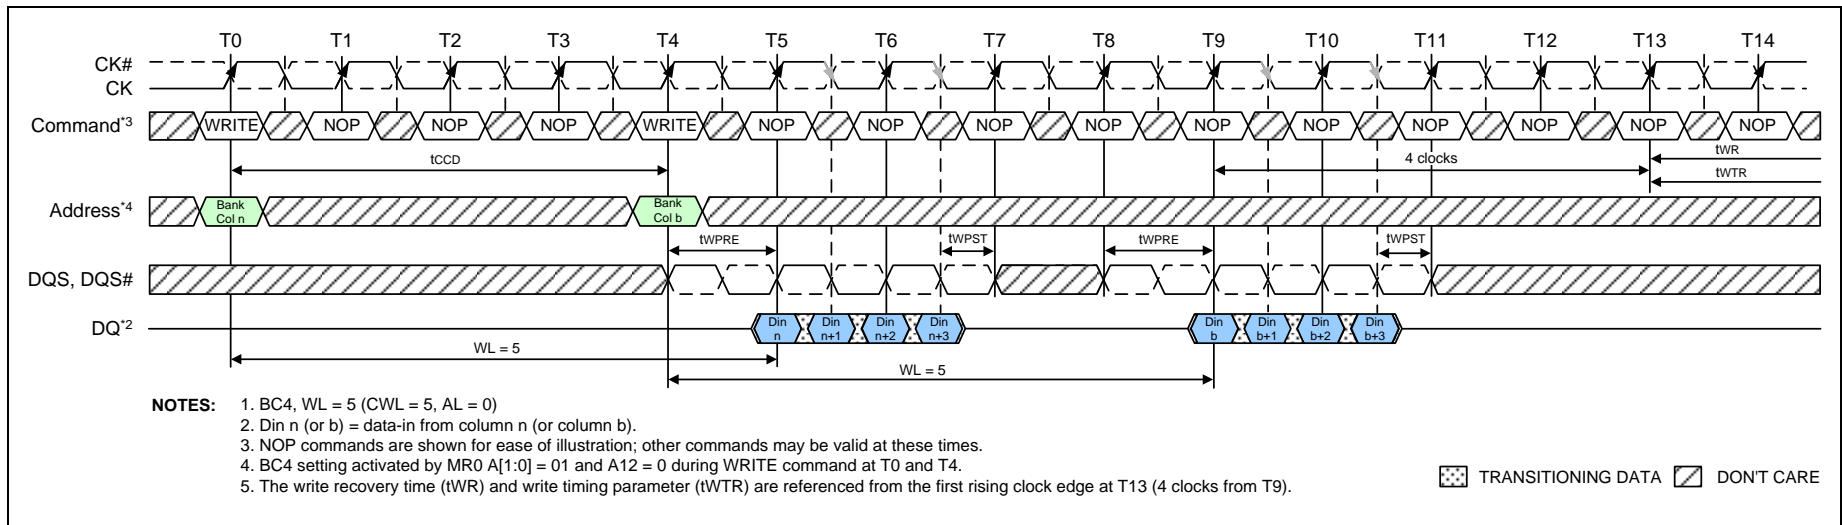 T0 T1 T2 T3 T4 T5 T6 T7 T8 T9 T10 T11 T12 T13 T14
CK#
CK
Command*3 WRITE NOP NOP NOP WRITE NOP NOP NOP NOP NOP NOP NOP NOP NOP NOP
tCCD 4 clocks tWR
tWTR
Address*4 Bank Col n Bank Col b
tWPRE tWPST tWPRE tWPST
DQS, DQS#
DQ*2 Din n Din n+1 Din n+2 Din n+3 Din b Din b+1 Din b+2 Din b+3
WL = 5
WL = 5
NOTES: 1. BC4, WL = 5 (CWL = 5, AL = 0)
2. Din n (or b) = data-in from column n (or column b).
3. NOP commands are shown for ease of illustration; other commands may be valid at these times.
4. BC4 setting activated by MR0 A[1:0] = 01 and A12 = 0 during WRITE command at T0 and T4.
5. The write recovery time (tWR) and write timing parameter (tWTR) are referenced from the first rising clock edge at T13 (4 clocks from T9).
TRANSITIONING DATA DON'T CARE